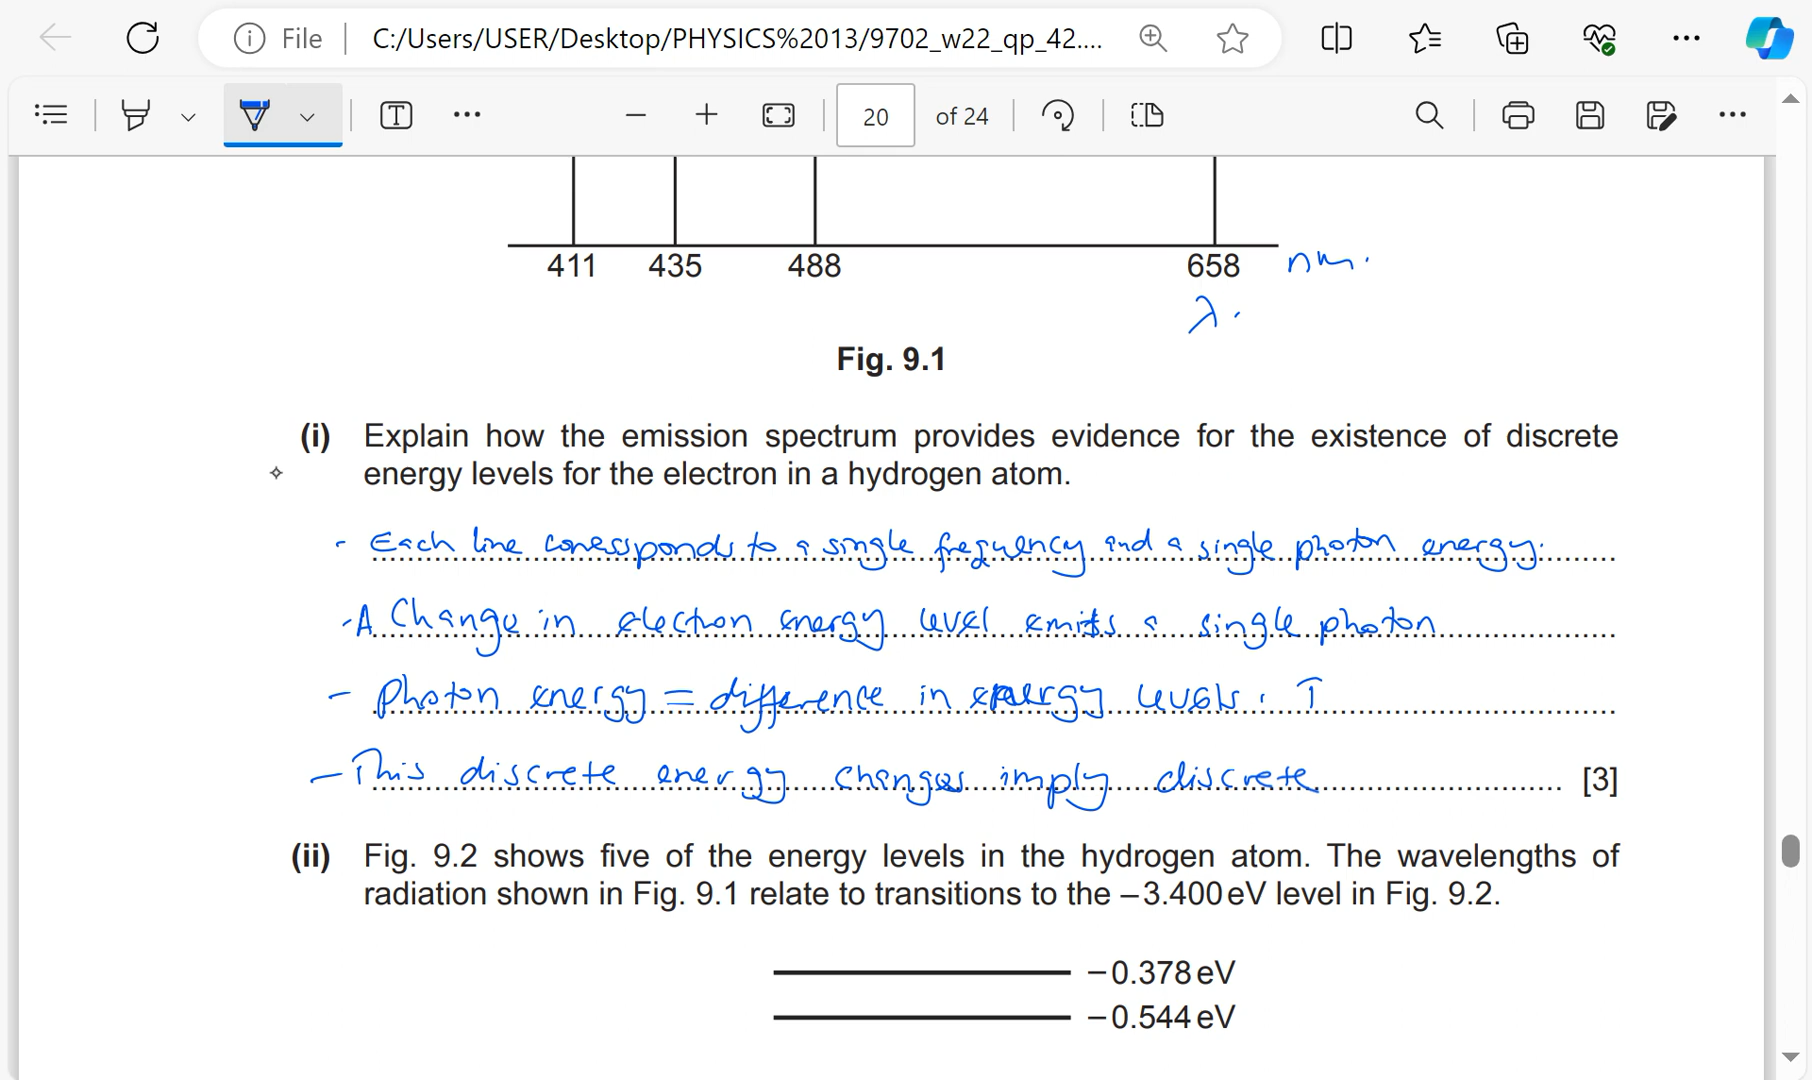 File
C:/Users/USER/Desktop/PHYSICS%2013/9702_w22_qp_42....
20 of 24
411 435 488 658 nm.
λ.
Fig. 9.1
(i) Explain how the emission spectrum provides evidence for the existence of discrete
energy levels for the electron in a hydrogen atom.
- Each line corresponds to a single frequency and a single photon energy.
- A Change in electron energy level emits a single photon
- Photon energy = difference in energy levels. T
- This discrete energy changes imply discrete [3]
(ii) Fig. 9.2 shows five of the energy levels in the hydrogen atom. The wavelengths of
radiation shown in Fig. 9.1 relate to transitions to the –3.400 eV level in Fig. 9.2.
–0.378 eV
–0.544 eV